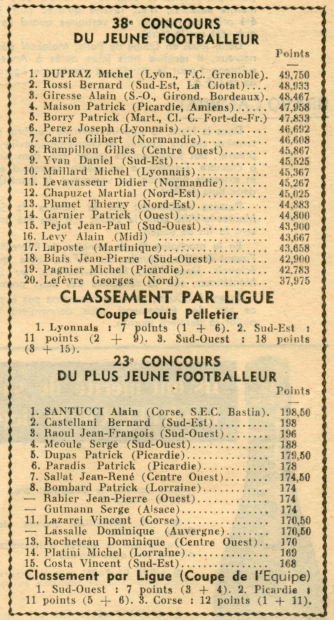 38e CONCOURS
DU JEUNE FOOTBALLEUR
Points
—
1. DUPRAZ Michel (Lyon., F.C. Grenoble). 49,750
2. Rossi Bernard (Sud-Est, La Ciotat).... 48,933
3. Giresse Alain (S.-O., Girond. Bordeaux). 48,467
4. Maison Patrick (Picardie, Amiens)...... 47,958
5. Borry Patrick (Mart., Cl. C. Fort-de-Fr.) 47,833
6. Perez Joseph (Lyonnais)............... 46,692
7. Carrie Gilbert (Normandie)............ 46,608
8. Rampillon Gilles (Centre Ouest)....... 45,867
9. Yvan Daniel (Sud-Est)................. 45,525
10. Maillard Michel (Lyonnais)............ 45,367
11. Levavasseur Didier (Normandie)........ 45,267
12. Chapuzet Martial (Nord-Est)........... 45,025
13. Plumet Thierry (Nord-Est)............. 44,883
14. Garnier Patrick (Ouest)............... 44,800
15. Pejot Jean-Paul (Sud-Ouest)........... 43,900
16. Levy Alain (Midi)..................... 43,667
17. Laposte (Martinique).................. 43,658
18. Biais Jean-Pierre (Sud-Ouest)......... 42,900
19. Pagnier Michel (Picardie)............. 42,783
20. Lefèvre Georges (Nord)................ 37,975
CLASSEMENT PAR LIGUE
Coupe Louis Pelletier
1. Lyonnais : 7 points (1 + 6). 2. Sud-Est :
11 points (2 + 9). 3. Sud-Ouest : 18 points
(3 + 15).
23e CONCOURS
DU PLUS JEUNE FOOTBALLEUR
Points
—
1. SANTUCCI Alain (Corse, S.E.C. Bastia). 198,50
2. Castellani Bernard (Sud-Est).......... 198
3. Raoul Jean-François (Sud-Ouest)....... 196
4. Meoule Serge (Sud-Ouest).............. 188
5. Dupas Patrick (Picardie).............. 179,50
6. Paradis Patrick (Picardie)............ 178
7. Sallat Jean-René (Centre Ouest)....... 174,50
8. Bombard Patrick (Lorraine)............ 174
— Rabier Jean-Pierre (Ouest)............ 174
— Gutmann Serge (Alsace)................ 174
11. Lazarei Vincent (Corse)............... 170,50
— Lassalle Dominique (Auvergne)......... 170,50
13. Rocheteau Dominique (Centre Ouest).... 170
14. Platini Michel (Lorraine)............. 169
15. Costa Vincent (Sud-Est)............... 168
Classement par Ligue (Coupe de l'Equipe)
1. Sud-Ouest : 7 points (3 + 4). 2. Picardie :
11 points (5 + 6). 3. Corse : 12 points (1 + 11).